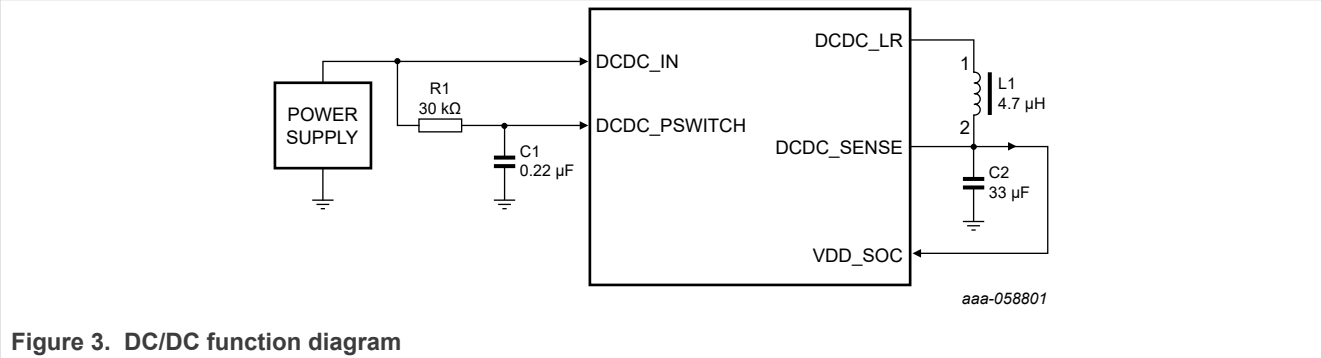 DCDC_LR
DCDC_IN
1
L1
4.7 µH
R1
30 kΩ
POWER
SUPPLY
DCDC_PSWITCH
2
DCDC_SENSE
C1
0.22 µF
C2
33 µF
VDD_SOC
aaa-058801
Figure 3. DC/DC function diagram